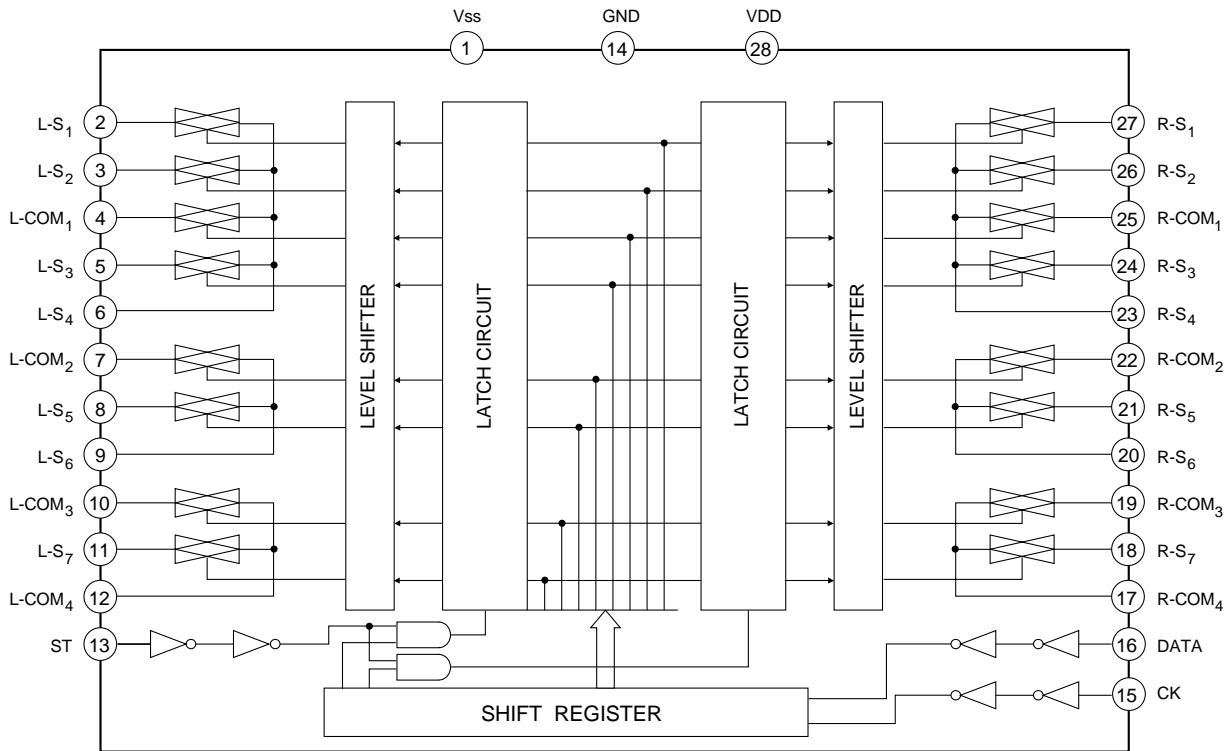 Vss GND VDD
1 14 28
L-S1 2 27 R-S1
L-S2 3 26 R-S2
L-COM1 4 25 R-COM1
L-S3 5 24 R-S3
L-S4 6 23 R-S4
L-COM2 7 22 R-COM2
L-S5 8 21 R-S5
L-S6 9 20 R-S6
L-COM3 10 19 R-COM3
L-S7 11 18 R-S7
L-COM4 12 17 R-COM4
ST 13 16 DATA
15 CK
LEVEL SHIFTER
LATCH CIRCUIT
LATCH CIRCUIT
LEVEL SHIFTER
SHIFT REGISTER